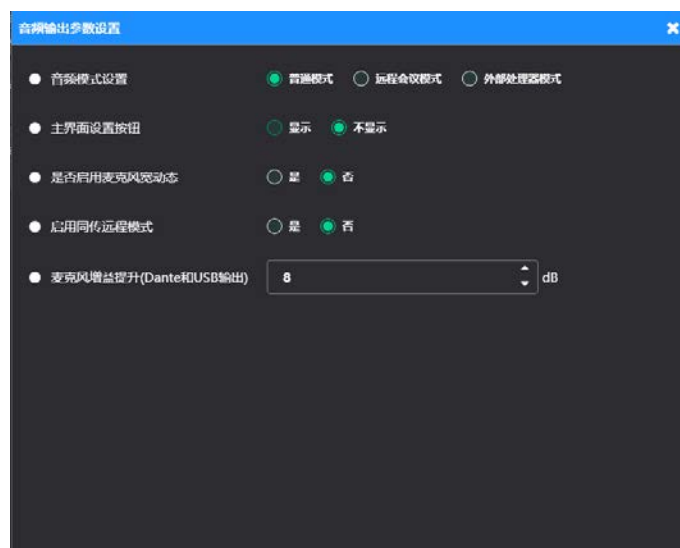 音频输出参数设置
音频模式设置 普通模式 远程会议模式 外部处理器模式
主界面设置按钮 显示 不显示
是否启用麦克风宽动态 是 否
启用同传远程模式 是 否
麦克风增益提升(Dante和USB输出) 8 dB